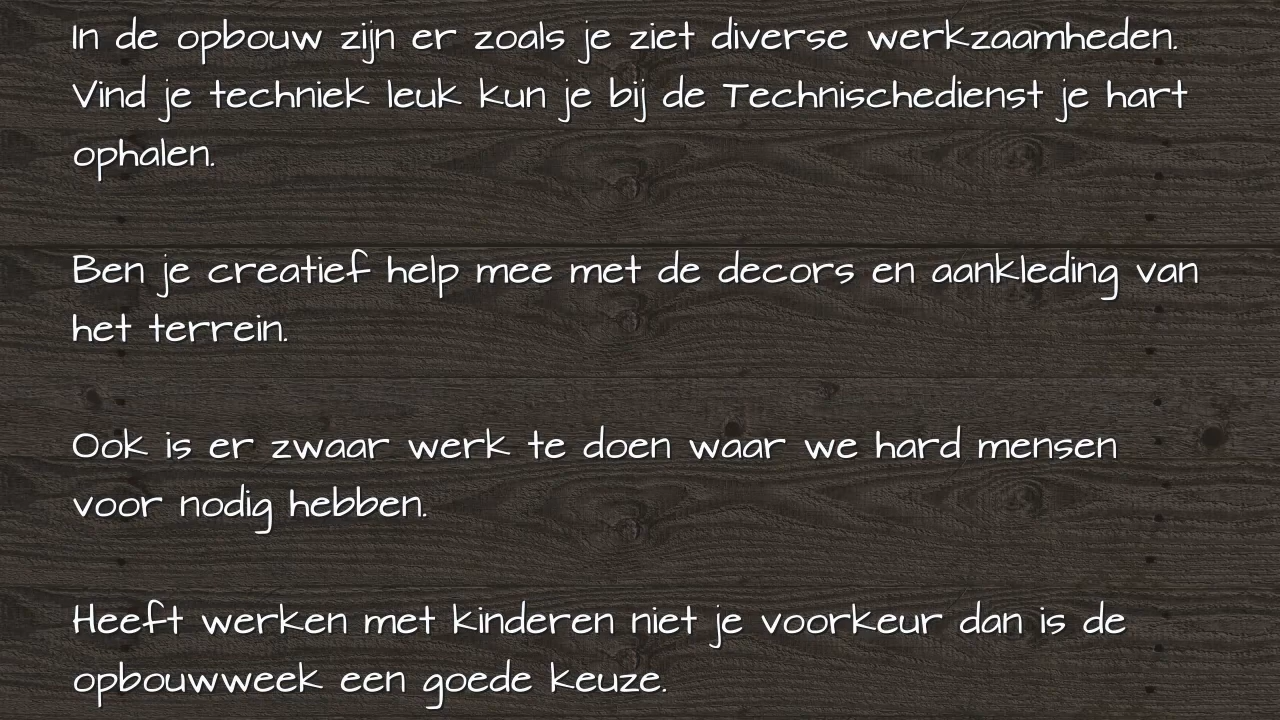 In de opbouw zijn er zoals je ziet diverse werkzaamheden.
Vind je techniek leuk kun je bij de Technischedienst je hart
ophalen.
Ben je creatief help mee met de decors en aankleding van
het terrein.
Ook is er zwaar werk te doen waar we hard mensen
voor nodig hebben.
Heeft werken met kinderen niet je voorkeur dan is de
opbouwweek een goede keuze.